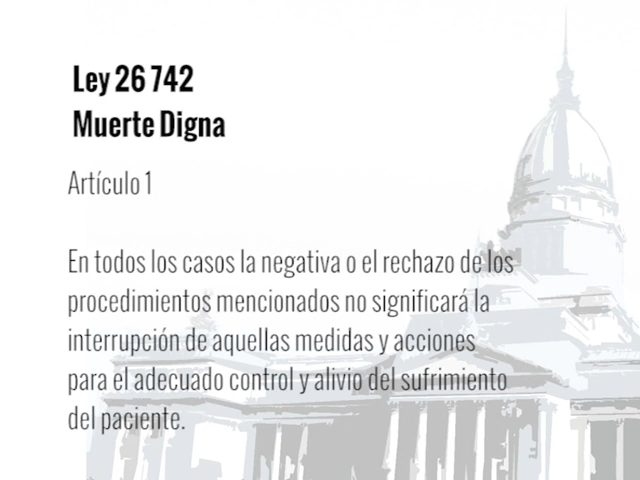 Ley 26 742
Muerte Digna
Artículo 1
En todos los casos la negativa o el rechazo de los
procedimientos mencionados no significará la
interrupción de aquellas medidas y acciones
para el adecuado control y alivio del sufrimiento
del paciente.